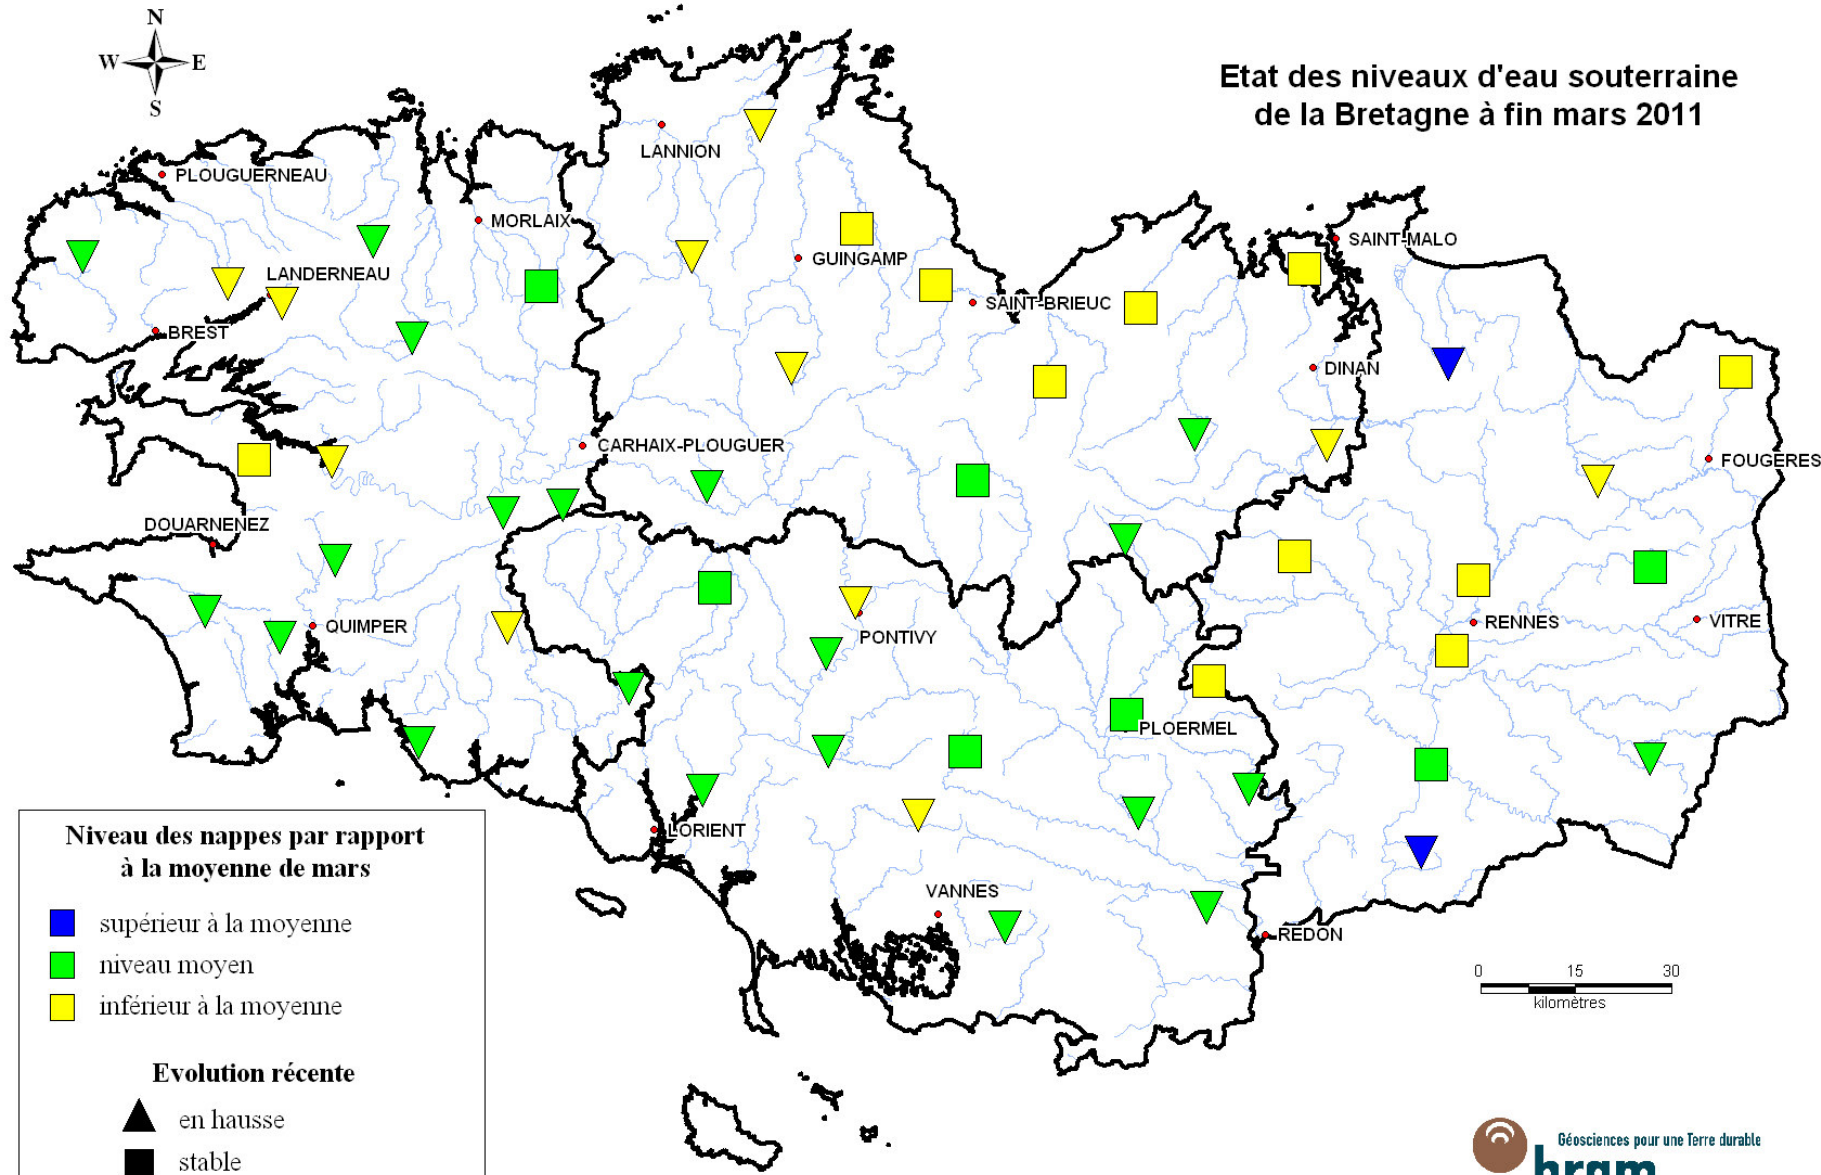 N
W E
S
Etat des niveaux d'eau souterraine
de la Bretagne à fin mars 2011
LANNION
PLOUGUERNEAU
MORLAIX
SAINT-MALO
GUINGAMP
LANDERNEAU
SAINT-BRIEUC
BREST
DINAN
CARHAIX-PLOUGUER
FOUGERES
DOUARNENEZ
QUIMPER
PONTIVY
RENNES
VITRE
PLOERMEL
LORIENT
VANNES
REDON
Niveau des nappes par rapport
à la moyenne de mars
supérieur à la moyenne
niveau moyen
inférieur à la moyenne
Evolution récente
en hausse
stable
0 15 30
kilomètres
Géosciences pour une Terre durable
brgm